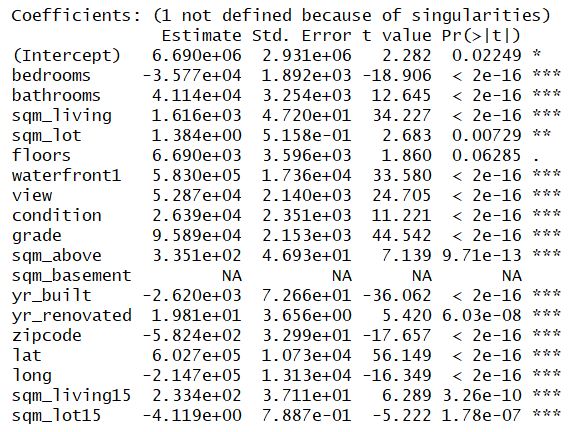 Coefficients: (1 not defined because of singularities)
Estimate Std. Error t value Pr(>|t|)
(Intercept) 6.690e+06 2.931e+06 2.282 0.02249 *
bedrooms -3.577e+04 1.892e+03 -18.906 < 2e-16 ***
bathrooms 4.114e+04 3.254e+03 12.645 < 2e-16 ***
sqm_living 1.616e+03 4.720e+01 34.227 < 2e-16 ***
sqm_lot 1.384e+00 5.158e-01 2.683 0.00729 **
floors 6.690e+03 3.596e+03 1.860 0.06285 .
waterfront1 5.830e+05 1.736e+04 33.580 < 2e-16 ***
view 5.287e+04 2.140e+03 24.705 < 2e-16 ***
condition 2.639e+04 2.351e+03 11.221 < 2e-16 ***
grade 9.589e+04 2.153e+03 44.542 < 2e-16 ***
sqm_above 3.351e+02 4.693e+01 7.139 9.71e-13 ***
sqm_basement NA NA NA NA
yr_built -2.620e+03 7.266e+01 -36.062 < 2e-16 ***
yr_renovated 1.981e+01 3.656e+00 5.420 6.03e-08 ***
zipcode -5.824e+02 3.299e+01 -17.657 < 2e-16 ***
lat 6.027e+05 1.073e+04 56.149 < 2e-16 ***
long -2.147e+05 1.313e+04 -16.349 < 2e-16 ***
sqm_living15 2.334e+02 3.711e+01 6.289 3.26e-10 ***
sqm_lot15 -4.119e+00 7.887e-01 -5.222 1.78e-07 ***